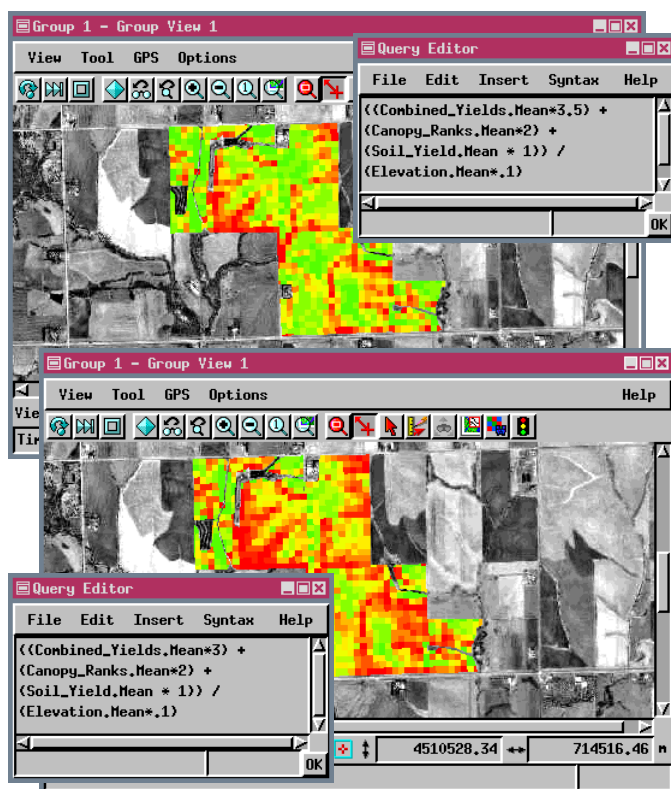 Group 1 - Group View 1
View Tool GPS Options
Query Editor
File Edit Insert Syntax Help
((Combined_Yields.Mean*3.5) +
(Canopy_Ranks.Mean*2) +
(Soil_Yield.Mean * 1)) /
(Elevation.Mean*.1)
OK
Group 1 - Group View 1
View Tool GPS Options Help
Vie
Tim
Query Editor
File Edit Insert Syntax Help
((Combined_Yields.Mean*3) +
(Canopy_Ranks.Mean*2) +
(Soil_Yield.Mean * 1)) /
(Elevation.Mean*.1)
OK
4510528.34 714516.46 m